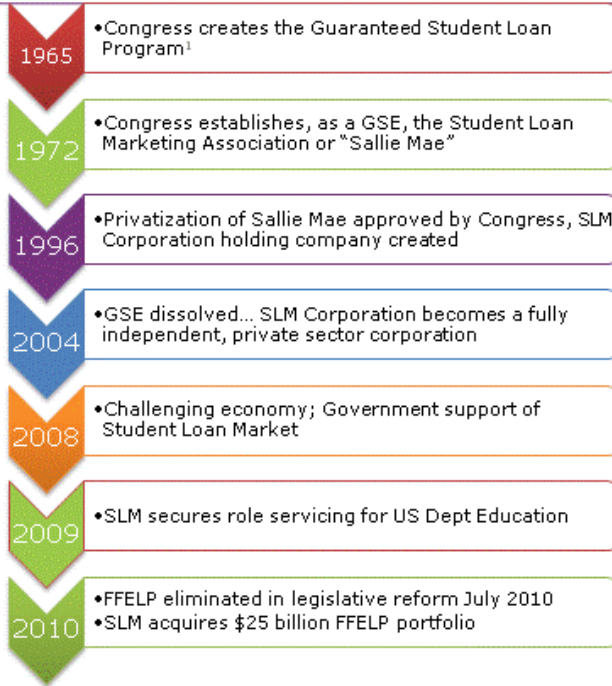 1965
•Congress creates the Guaranteed Student Loan
Program¹
1972
•Congress establishes, as a GSE, the Student Loan
Marketing Association or “Sallie Mae”
1996
•Privatization of Sallie Mae approved by Congress, SLM
Corporation holding company created
2004
•GSE dissolved... SLM Corporation becomes a fully
independent, private sector corporation
2008
•Challenging economy; Government support of
Student Loan Market
2009
•SLM secures role servicing for US Dept Education
2010
•FFELP eliminated in legislative reform July 2010
•SLM acquires $25 billion FFELP portfolio